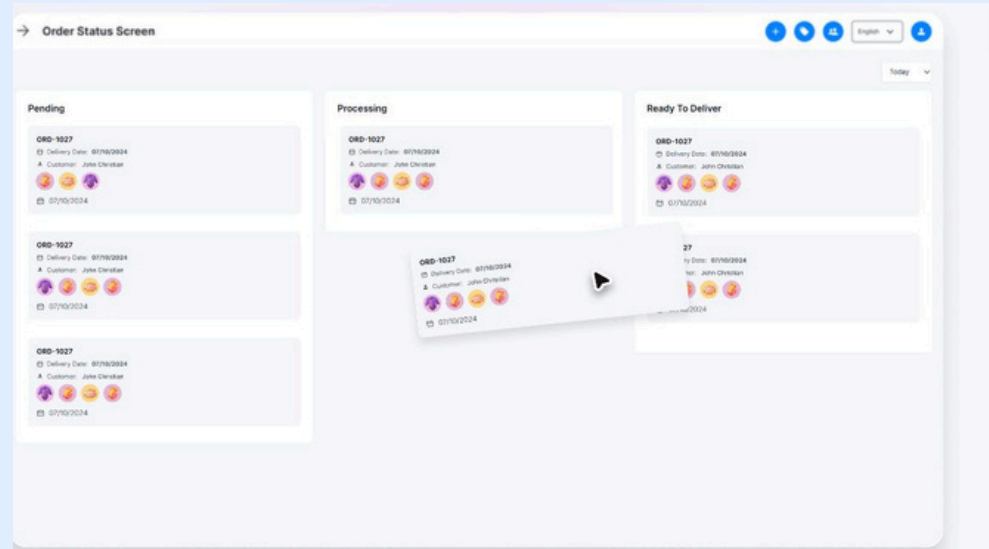 Order Status Screen
English
Today
Pending
ORD-1027
Delivery Date: 07/10/2024
Customer: John Christian
07/10/2024
ORD-1027
Delivery Date: 07/10/2024
Customer: John Christian
07/10/2024
ORD-1027
Delivery Date: 07/10/2024
Customer: John Christian
07/10/2024
Processing
ORD-1027
Delivery Date: 07/10/2024
Customer: John Christian
07/10/2024
ORD-1027
Delivery Date: 07/10/2024
Customer: John Christian
07/10/2024
Ready To Deliver
ORD-1027
Delivery Date: 07/10/2024
Customer: John Christian
07/10/2024
27
ry Date: 07/10/2024
mer: John Christian
/2024